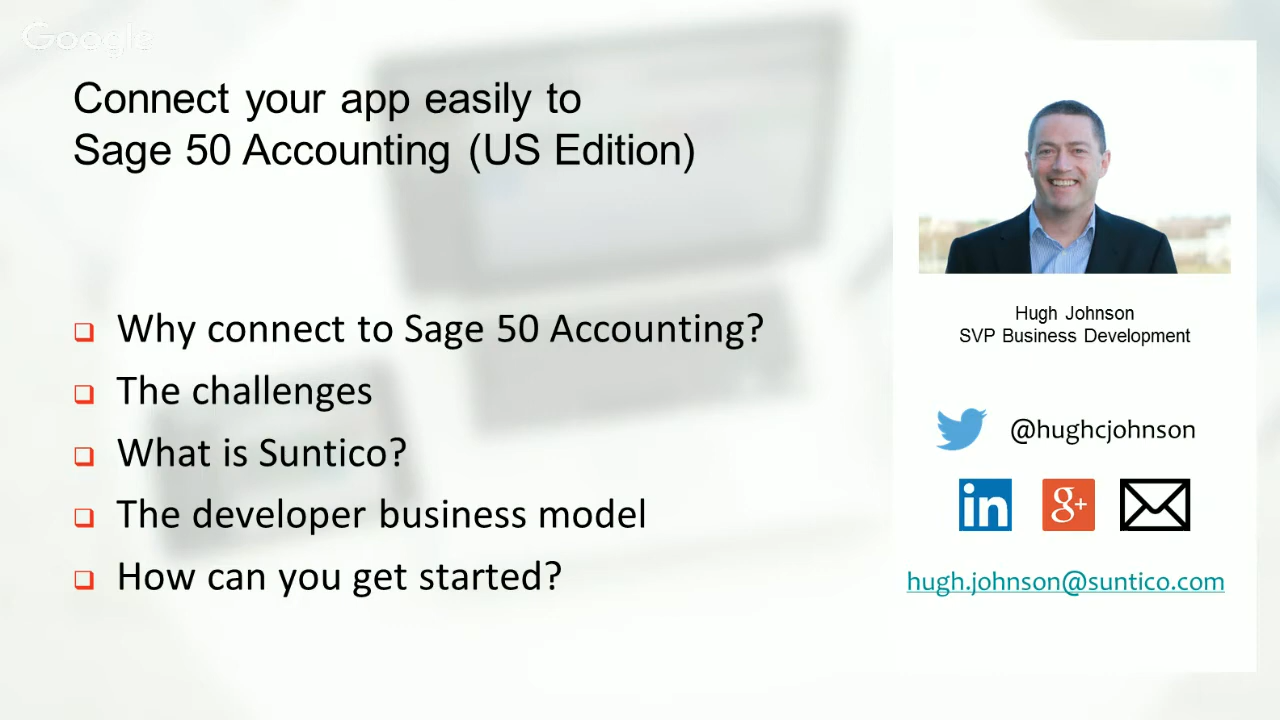 Google
Connect your app easily to
Sage 50 Accounting (US Edition)
Why connect to Sage 50 Accounting?
The challenges
What is Suntico?
The developer business model
How can you get started?
Hugh Johnson
SVP Business Development
@hughcjohnson
in
g+
hugh.johnson@suntico.com